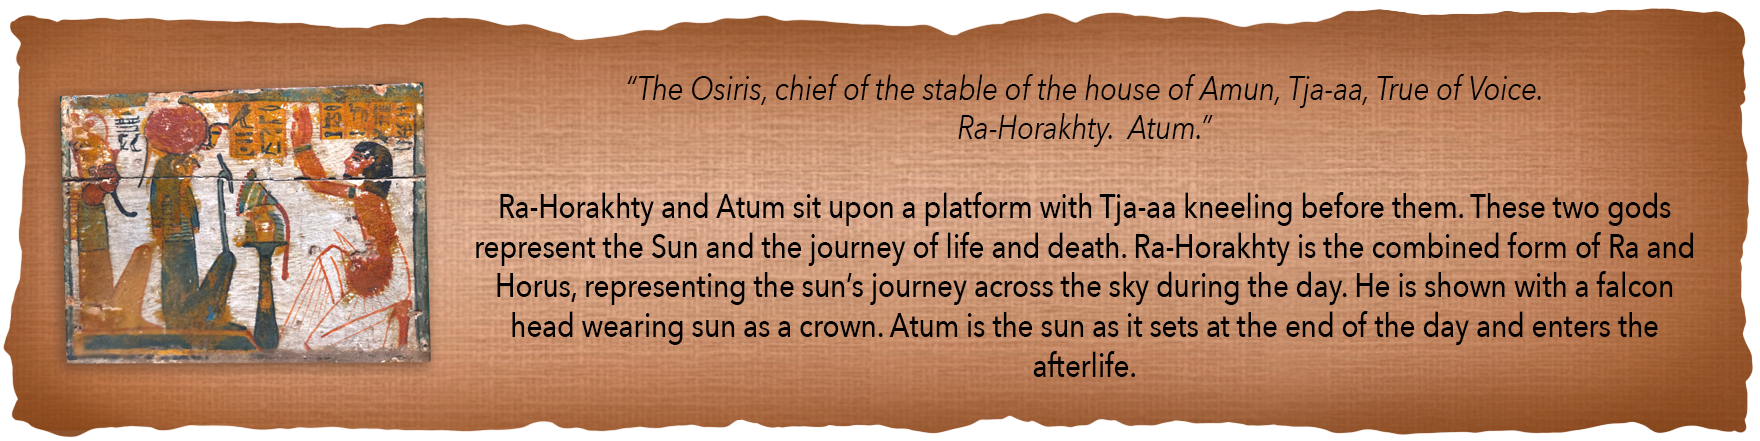 “The Osiris, chief of the stable of the house of Amun, Tja-aa, True of Voice.
Ra-Horakhty.  Atum.”
Ra-Horakhty and Atum sit upon a platform with Tja-aa kneeling before them. These two gods
represent the Sun and the journey of life and death. Ra-Horakhty is the combined form of Ra and
Horus, representing the sun’s journey across the sky during the day. He is shown with a falcon
head wearing sun as a crown. Atum is the sun as it sets at the end of the day and enters the
afterlife.